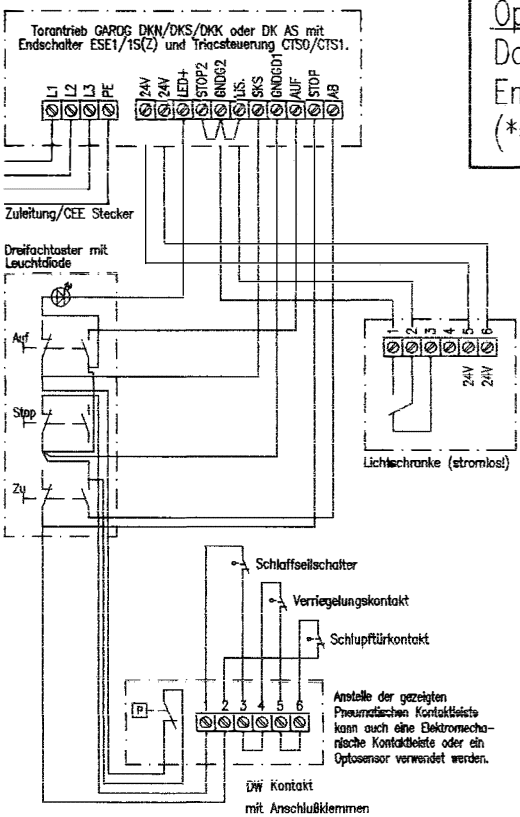 Torantrieb GAROG DKN/DKS/DKK oder DK AS mit
Endschalter ESE1/1S(Z) und Triacsteuerung CTS0/CTS1.
L1
L2
L3
PE
24V
24V
LED+
STOP2
GNDG2
LIS.
SKS
GNDGD1
AUF
STOP
AB
Op
Do
En
(*
Zuleitung/CEE Stecker
Dreifachtaster mit
Leuchtdiode
Auf
Stop
Zu
1 2 3 4 5 6
24V
24V
Lichtschranke (stromlos!)
Schlaffseilschalter
Verriegelungskontakt
Schlupftürkontakt
P
2 3 4 5 6
Anstelle der gezeigten
Pneumatischen Kontaktleiste
kann auch eine Elektromecha-
nische Kontaktleiste oder ein
Optosensor verwendet werden.
DW Kontakt
mit Anschlußklemmen